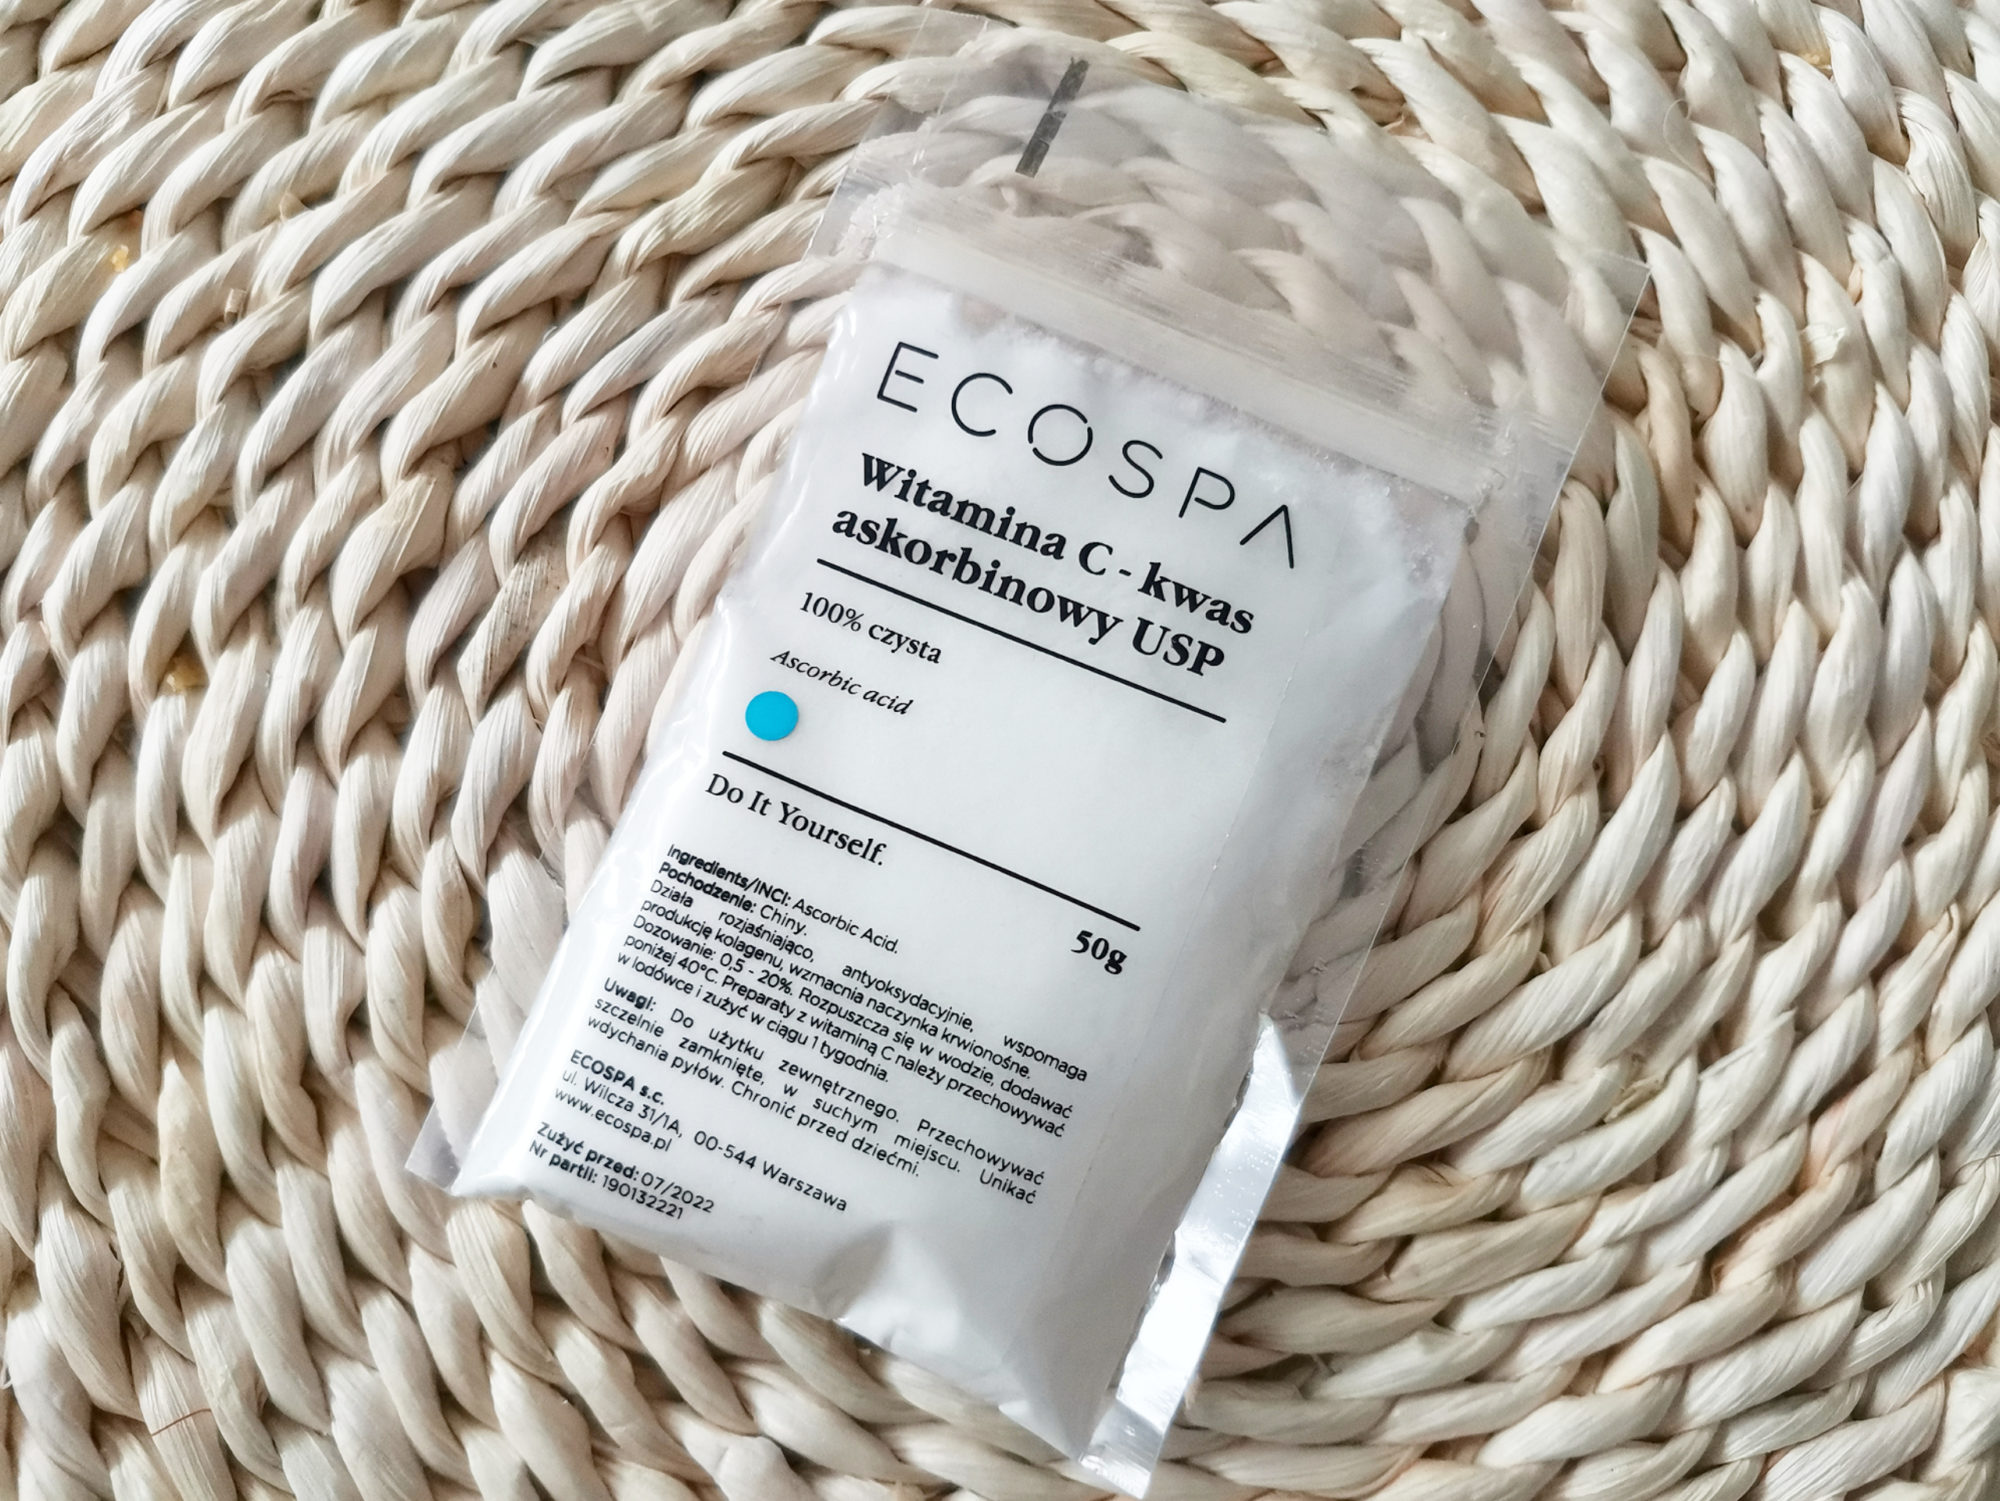 ECOSPA
Witamina C - kwas
askorbinowy USP
100% czysta
Ascorbic acid
Do It Yourself.
50g
Ingredients/INCI: Ascorbic Acid.
Pochodzenie: Chiny.
Działa rozjaśniająco, antyoksydacyjnie, wspomaga
produkcję kolagenu, wzmacnia naczynka krwionośne.
Dozowanie: 0,5 - 20%. Rozpuszcza się w wodzie, dodawać
poniżej 40°C. Preparaty z witaminą C należy przechowywać
w lodówce i zużyć w ciągu 1 tygodnia.
Uwagi: Do użytku zewnętrznego. Przechowywać
szczelnie zamknięte, w suchym miejscu. Unikać
wdychania pyłów. Chronić przed dziećmi.
ECOSPA s.c.
ul. Wilcza 31/1A, 00-544 Warszawa
www.ecospa.pl
Zużyć przed: 07/2022
Nr partii: 190132221